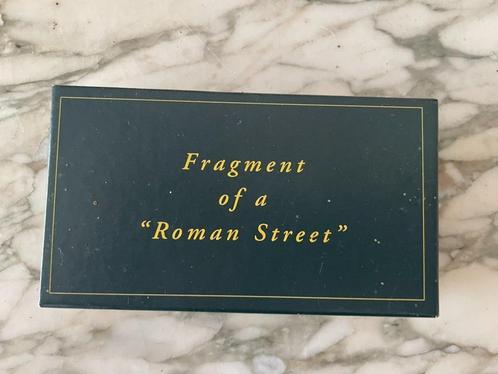 Fragment
of a
“Roman Street”